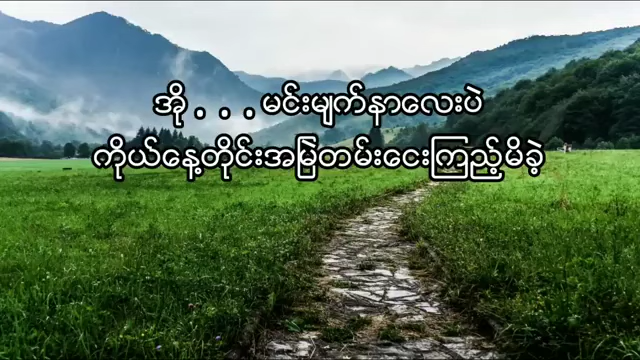 အို . . . မင်းမျက်နာလေးပဲ
ကိုယ်နေ့တိုင်းအမြဲတမ်းငေးကြည့်မိခဲ့